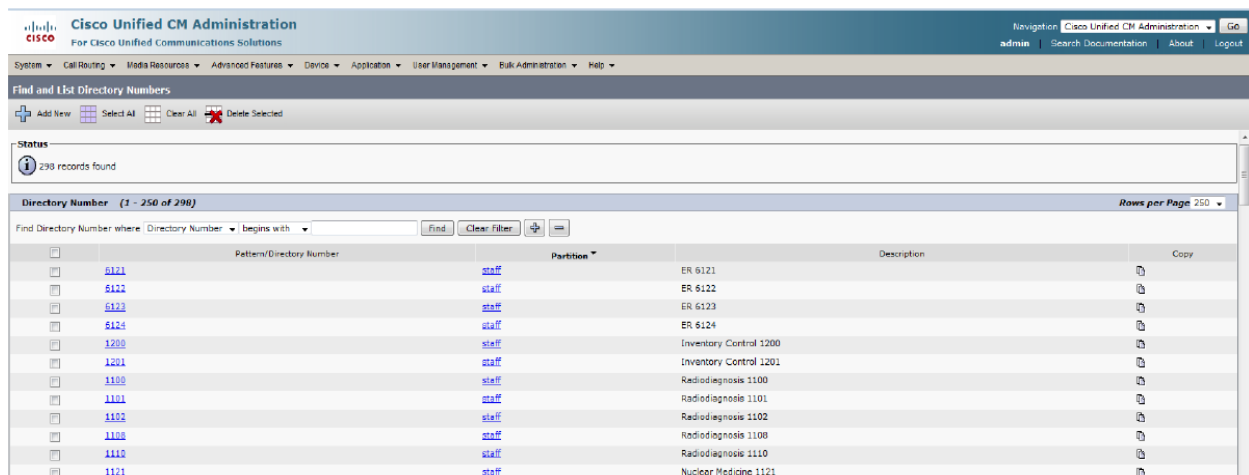 Cisco Unified CM Administration
CISCO
For Cisco Unified Communications Solutions
Navigation Cisco Unified CM Administration Go
admin | Search Documentation | About | Logout
System Call Routing Media Resources Advanced Features Device Application User Management Bulk Administration Help
Find and List Directory Numbers
Add New Select All Clear All Delete Selected
Status
298 records found
Directory Number (1 - 250 of 298) Rows per Page 250
Find Directory Number where Directory Number begins with Find Clear Filter
Pattern/Directory Number Partition Description Copy
6121 staff ER 6121
6122 staff ER 6122
6123 staff ER 6123
6124 staff ER 6124
1200 staff Inventory Control 1200
1201 staff Inventory Control 1201
1100 staff Radiodiagnosis 1100
1101 staff Radiodiagnosis 1101
1102 staff Radiodiagnosis 1102
1108 staff Radiodiagnosis 1108
1110 staff Radiodiagnosis 1110
1121 staff Nuclear Medicine 1121